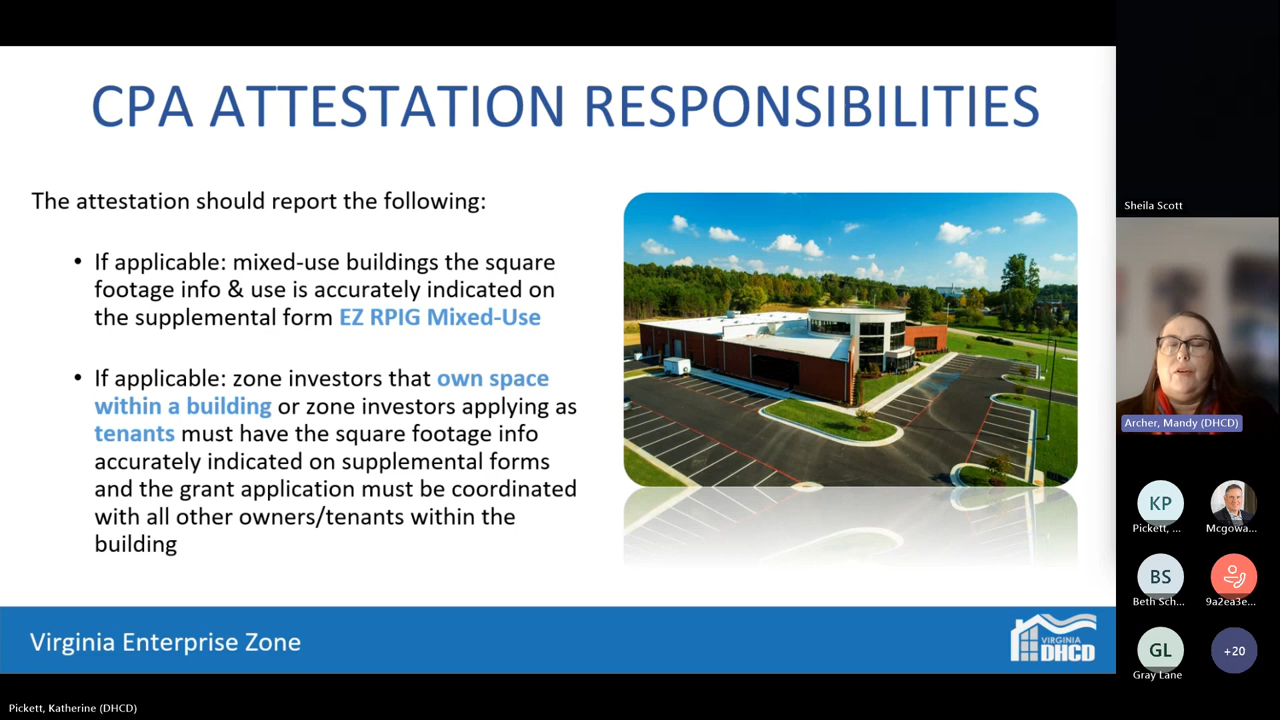 CPA ATTESTATION RESPONSIBILITIES
The attestation should report the following:
• If applicable: mixed-use buildings the square
footage info & use is accurately indicated on
the supplemental form EZ RPIG Mixed-Use
• If applicable: zone investors that own space
within a building or zone investors applying as
tenants must have the square footage info
accurately indicated on supplemental forms
and the grant application must be coordinated
with all other owners/tenants within the
building
Virginia Enterprise Zone
VIRGINIA
DHCD
Sheila Scott
Archer, Mandy (DHCD)
KP
Pickett, ...
Mcgowa...
BS
Beth Sch...
9a2ea3e...
GL
Gray Lane
+20
Pickett, Katherine (DHCD)